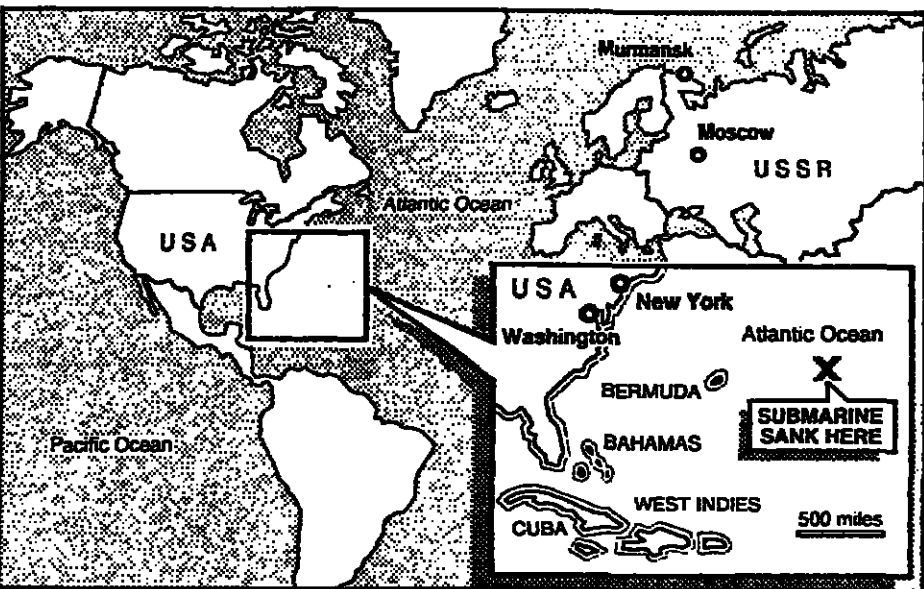 Murmansk
Moscow
USSR
Atlantic Ocean
USA
Pacific Ocean
USA
New York
Washington
Atlantic Ocean
X
BERMUDA
SUBMARINE
SANK HERE
BAHAMAS
WEST INDIES
CUBA
500 miles